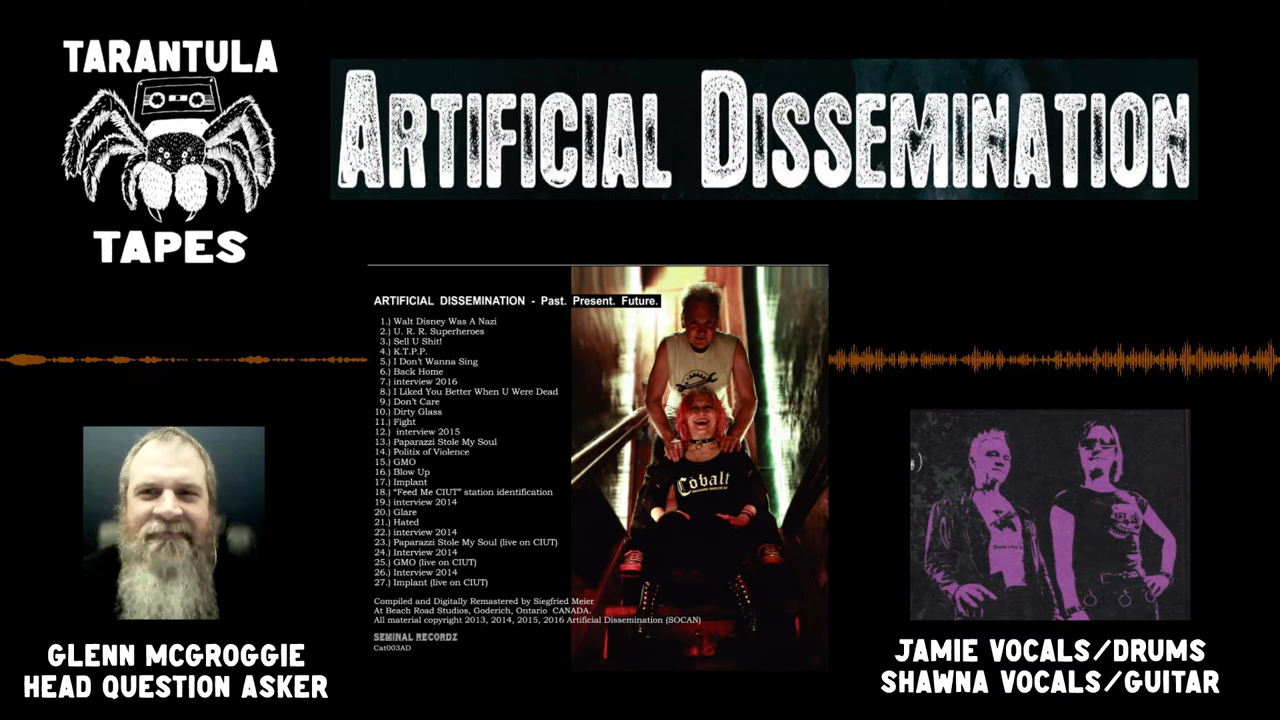 TARANTULA
TAPES
ARTIFICIAL DISSEMINATION
ARTIFICIAL DISSEMINATION - Past. Present. Future.
1.) Walt Disney Was A Nazi
2.) U. R. R. Superheroes
3.) Sell U Shit!
4.) K.T.P.P.
5.) I Don't Wanna Sing
6.) Back Home
7.) interview 2016
8.) I Liked You Better When U Were Dead
9.) Don't Care
10.) Dirty Glass
11.) Fight
12.) interview 2015
13.) Paparazzi Stole My Soul
14.) Politix of Violence
15.) GMO
16.) Blow Up
17.) Implant
18.) "Feed Me CIUT" station identification
19.) interview 2014
20.) Glare
21.) Hated
22.) interview 2014
23.) Paparazzi Stole My Soul (live on CIUT)
24.) Interview 2014
25.) GMO (live on CIUT)
26.) Interview 2014
27.) Implant (live on CIUT)
Compiled and Digitally Remastered by Siegfried Meier
At Beach Road Studios, Goderich, Ontario CANADA.
All material copyright 2013, 2014, 2015, 2016 Artificial Dissemination (SOCAN)
SEMINAL RECORDZ
Cat003AD
Cobalt
GLENN MCGROGGIE
HEAD QUESTION ASKER
JAMIE VOCALS/DRUMS
SHAWNA VOCALS/GUITAR